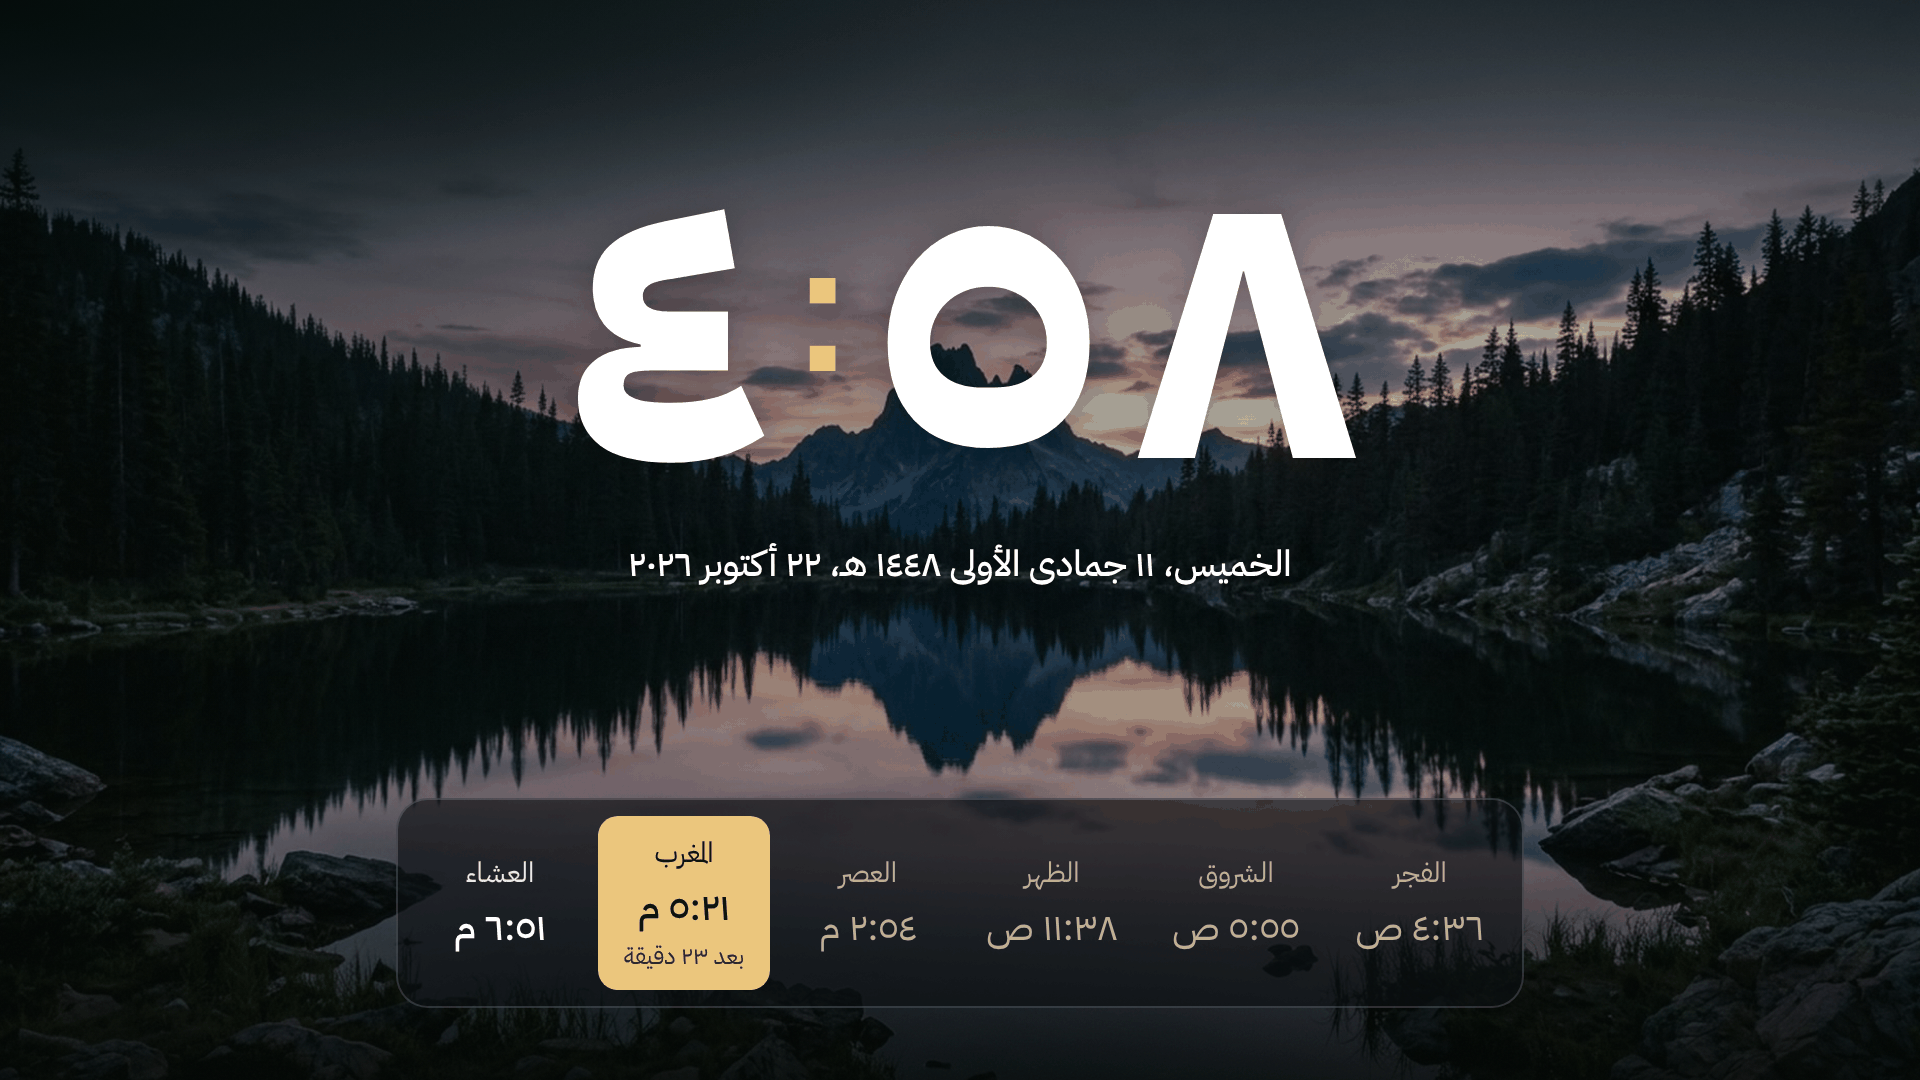 ٤:٥٨
الخميس، ١١ جمادى الأولى ١٤٤٨ هـ، ٢٢ أكتوبر ٢٠٢٦
الفجر
٤:٣٦ ص
الشروق
٥:٥٥ ص
الظهر
١١:٣٨ ص
العصر
٢:٥٤ م
المغرب
٥:٢١ م
بعد ٢٣ دقيقة
العشاء
٦:٥١ م